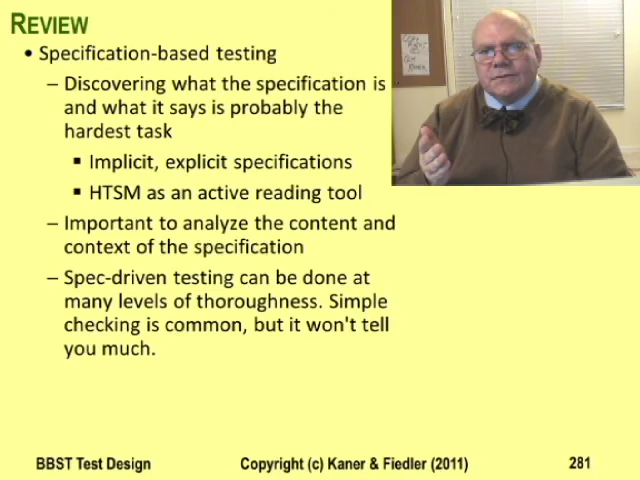 REVIEW
• Specification-based testing
– Discovering what the specification is
and what it says is probably the
hardest task
▪ Implicit, explicit specifications
▪ HTSM as an active reading tool
– Important to analyze the content and
context of the specification
– Spec-driven testing can be done at
many levels of thoroughness. Simple
checking is common, but it won't tell
you much.
BBST Test Design Copyright (c) Kaner & Fiedler (2011) 281